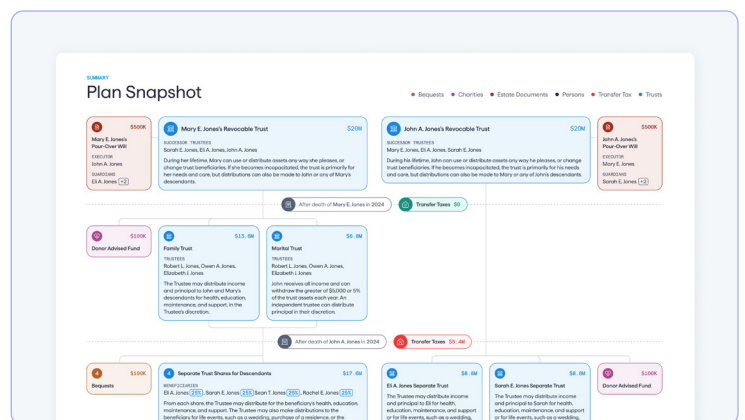 SUMMARY
Plan Snapshot
Bequests
Charities
Estate Documents
Persons
Transfer Tax
Trusts
$500K
Mary E. Jones's
Pour-Over Will
EXECUTOR
John A. Jones
GUARDIANS
Eli A. Jones +2
Mary E. Jones's Revocable Trust $20M
SUCCESSOR TRUSTEES
Sarah E. Jones, Eli A. Jones, John A. Jones
During her lifetime, Mary can use or distribute assets any way she pleases, or change
trust beneficiaries. If she becomes incapacitated, the trust is primarily for
her needs and care, but distributions can also be made to John or any of Mary's
descendants.
John A. Jones's Revocable Trust $20M
SUCCESSOR TRUSTEES
Mary E. Jones, Eli A. Jones, Sarah E. Jones
During his lifetime, John can use or distribute assets any way he pleases, or change
trust beneficiaries. If he becomes incapacitated, the trust is primarily for his needs
and care, but distributions can also be made to Mary or any of John's descendants.
$500K
John A. Jones's
Pour-Over Will
EXECUTOR
Mary E. Jones
GUARDIANS
Sarah E. Jones +2
After death of Mary E. Jones in 2024
Transfer Taxes $0
$100K
Donor Advised Fund
$13.0M
Family Trust
TRUSTEES
Robert L. Jones, Owen A. Jones,
Elizabeth J. Jones
The Trustee may distribute income
and principal to John and Mary's
descendants for health, education,
maintenance, and support, in the
Trustee's discretion.
$6.8M
Marital Trust
TRUSTEES
Robert L. Jones, Owen A. Jones,
Elizabeth J. Jones
John receives all income and can
withdraw the greater of $5,000 or 5%
of the trust assets each year. An
independent trustee can distribute
principal in their discretion.
After death of John A. Jones in 2024
Transfer Taxes $5.4M
4 $100K
Bequests
4 Separate Trust Shares for Descendants $17.8M
BENEFICIARIES
Eli A. Jones 25%, Sarah E. Jones 25% Sean T. Jones 25%, Rachel E. Jones 25%
From each share, the Trustee may distribute for the beneficiary's health, education,
maintenance, and support. The Trustee may also make distributions to the
beneficiary for life events, such as a wedding, purchase of a residence, or the
$8.8M
Eli A. Jones Separate Trust
The Trustee may distribute income
and principal to Eli for health,
education, maintenance, and support
or for life events, such as a wedding,
$8.8M
Sarah E. Jones Separate Trust
The Trustee may distribute income
and principal to Sarah for health,
education, maintenance, and support
or for life events, such as a wedding,
$100K
Donor Advised Fund